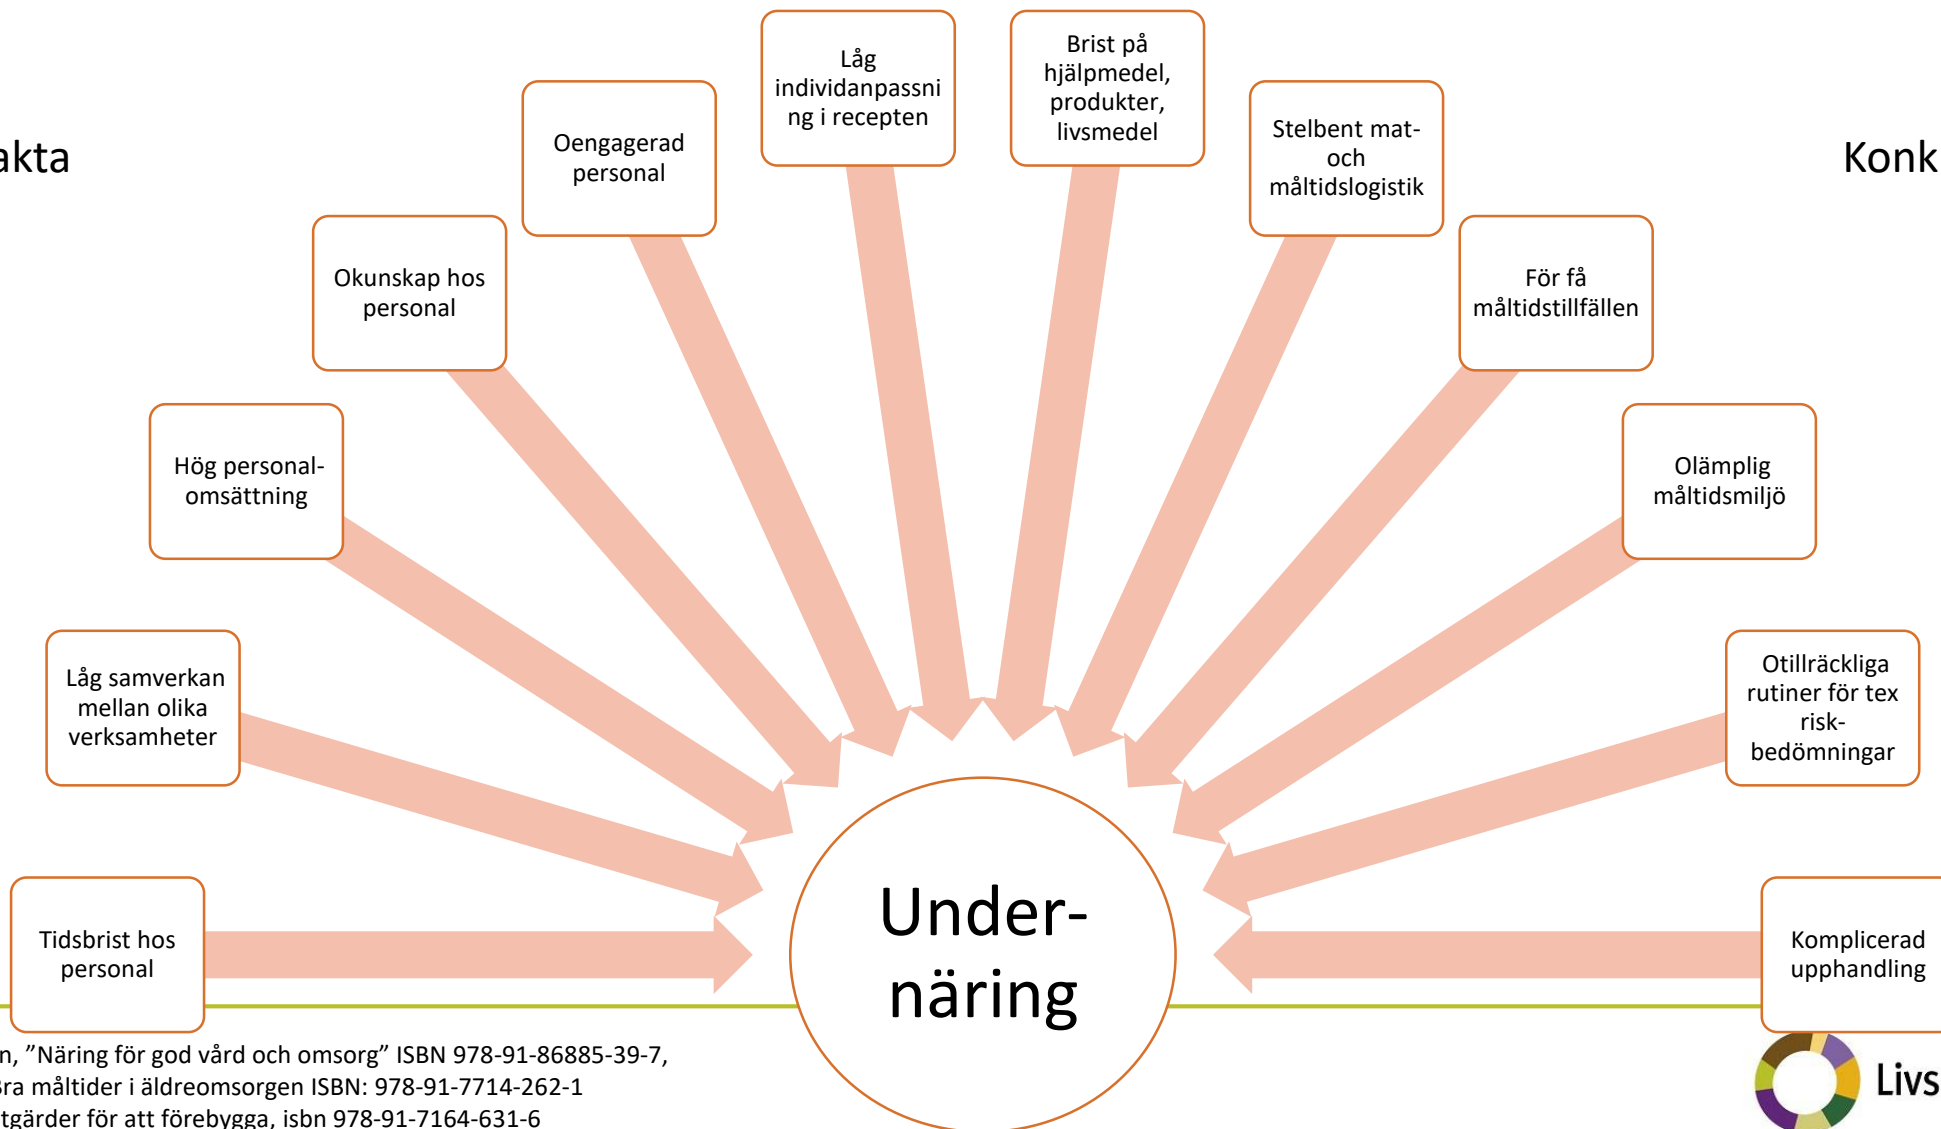 Låg
individanpassni
ng i recepten
Brist på
hjälpmedel,
produkter,
livsmedel
Oengagerad
personal
Stelbent mat-
och
måltidslogistik
akta
Konk
Okunskap hos
personal
För få
måltidstillfällen
Hög personal-
omsättning
Olämplig
måltidsmiljö
Låg samverkan
mellan olika
verksamheter
Otillräckliga
rutiner för tex
risk-
bedömningar
Tidsbrist hos
personal
Under-
näring
Komplicerad
upphandling
n, ”Näring för god vård och omsorg” ISBN 978-91-86885-39-7,
Bra måltider i äldreomsorgen ISBN: 978-91-7714-262-1
tgärder för att förebygga, isbn 978-91-7164-631-6
Livs